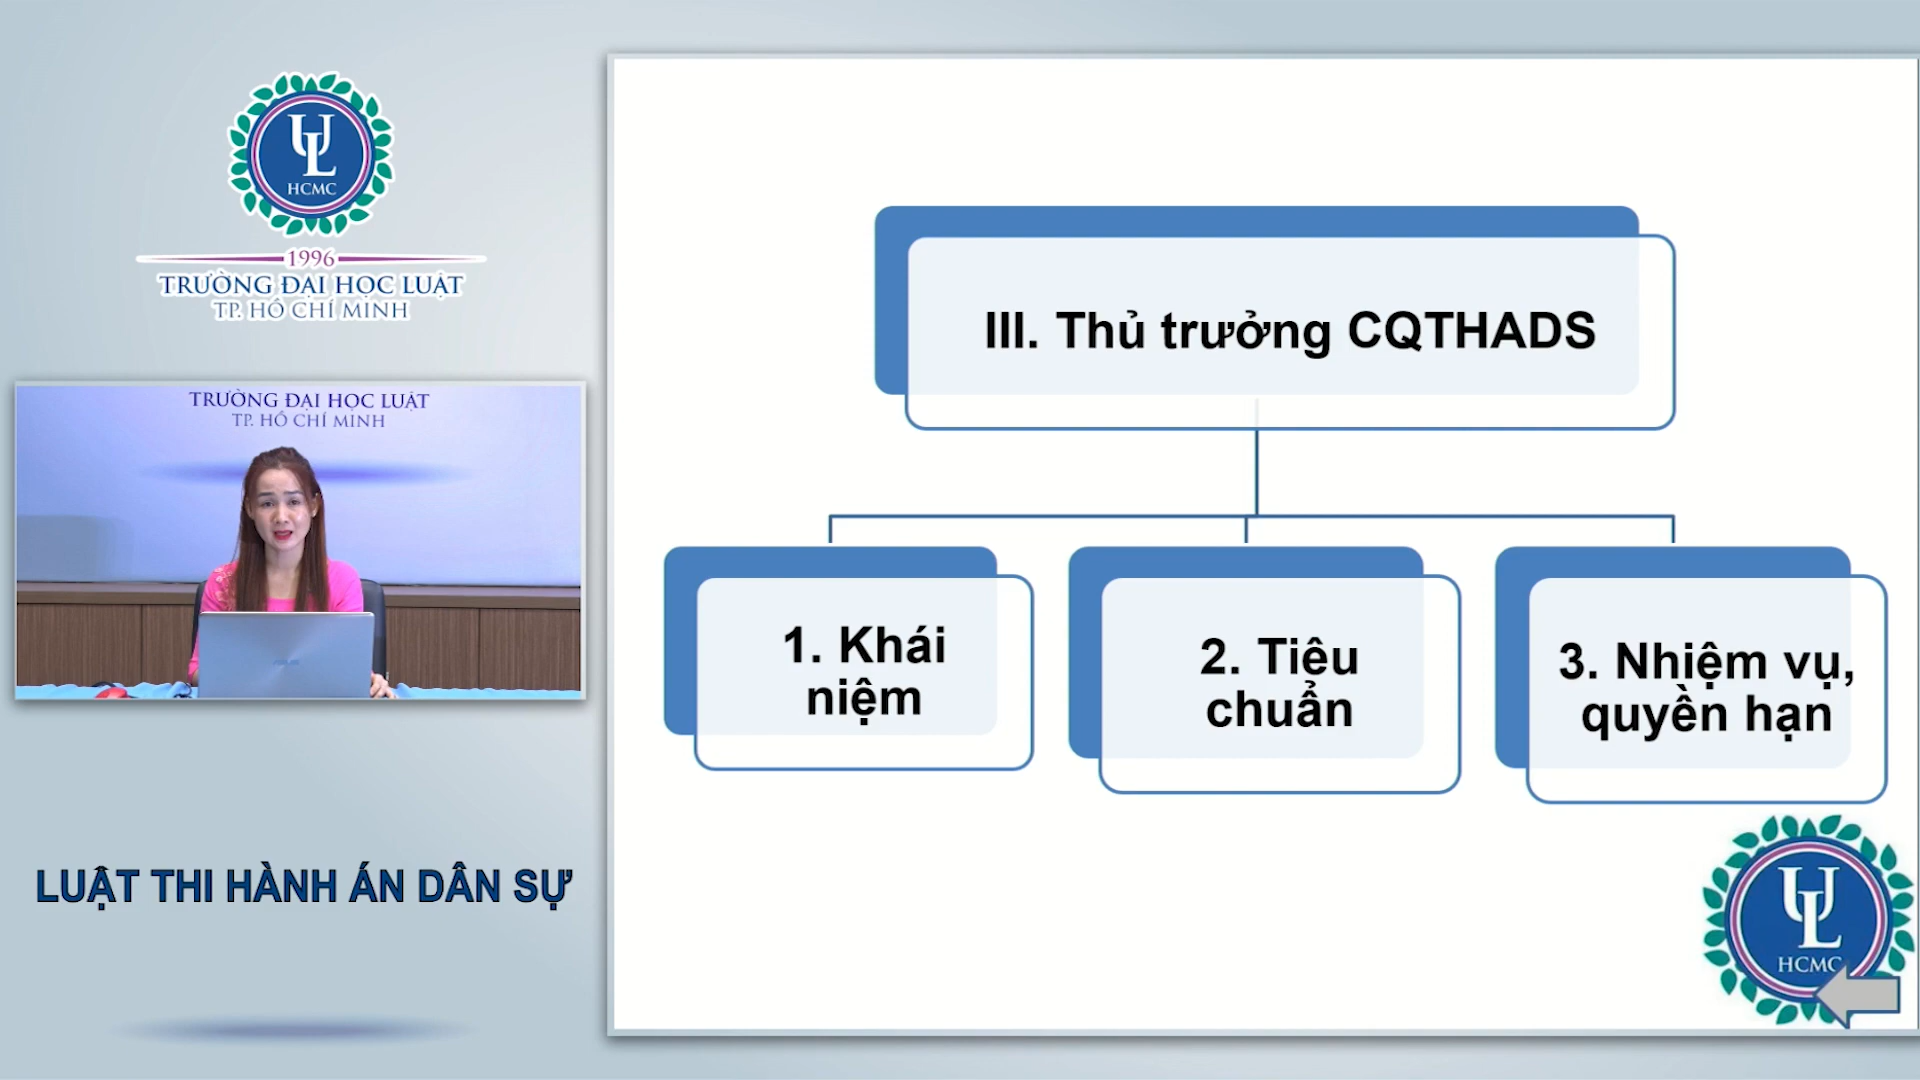 UL
HCMC
1996
TRƯỜNG ĐẠI HỌC LUẬT
TP. HỒ CHÍ MINH
TRƯỜNG ĐẠI HỌC LUẬT
TP. HỒ CHÍ MINH
LUẬT THI HÀNH ÁN DÂN SỰ
III. Thủ trưởng CQTHADS
1. Khái
niệm
2. Tiêu
chuẩn
3. Nhiệm vụ,
quyền hạn
UL
HCMC